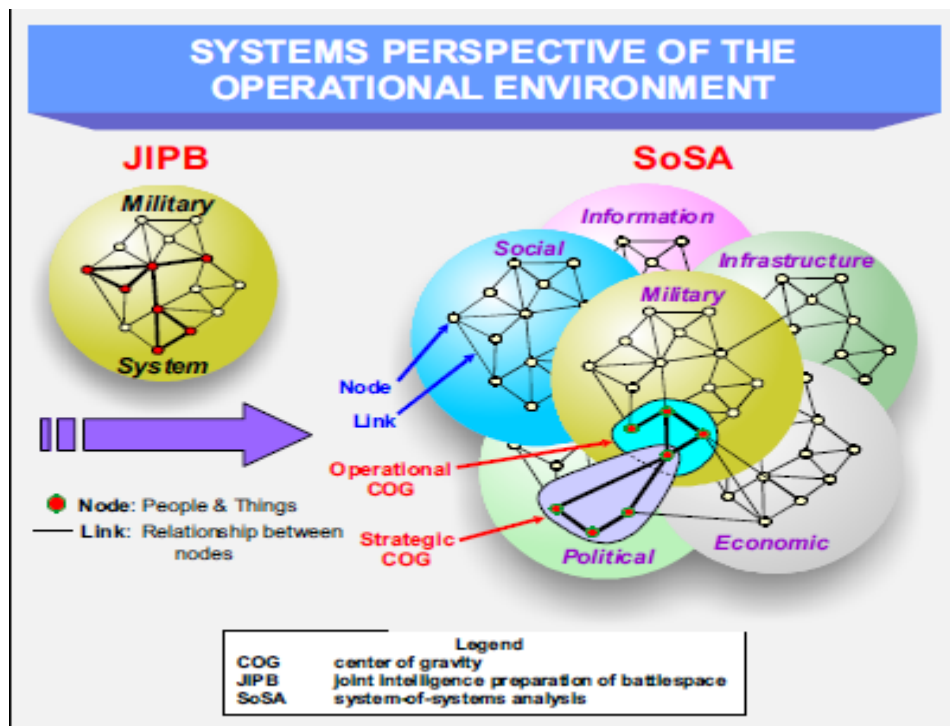 SYSTEMS PERSPECTIVE OF THE
OPERATIONAL ENVIRONMENT
JIPB
SoSA
Military
System
Information
Social
Infrastructure
Military
Node
Link
Operational
COG
Strategic
COG
Political
Economic
Node: People & Things
Link: Relationship between
nodes
Legend
COG center of gravity
JIPB joint intelligence preparation of battlespace
SoSA system-of-systems analysis